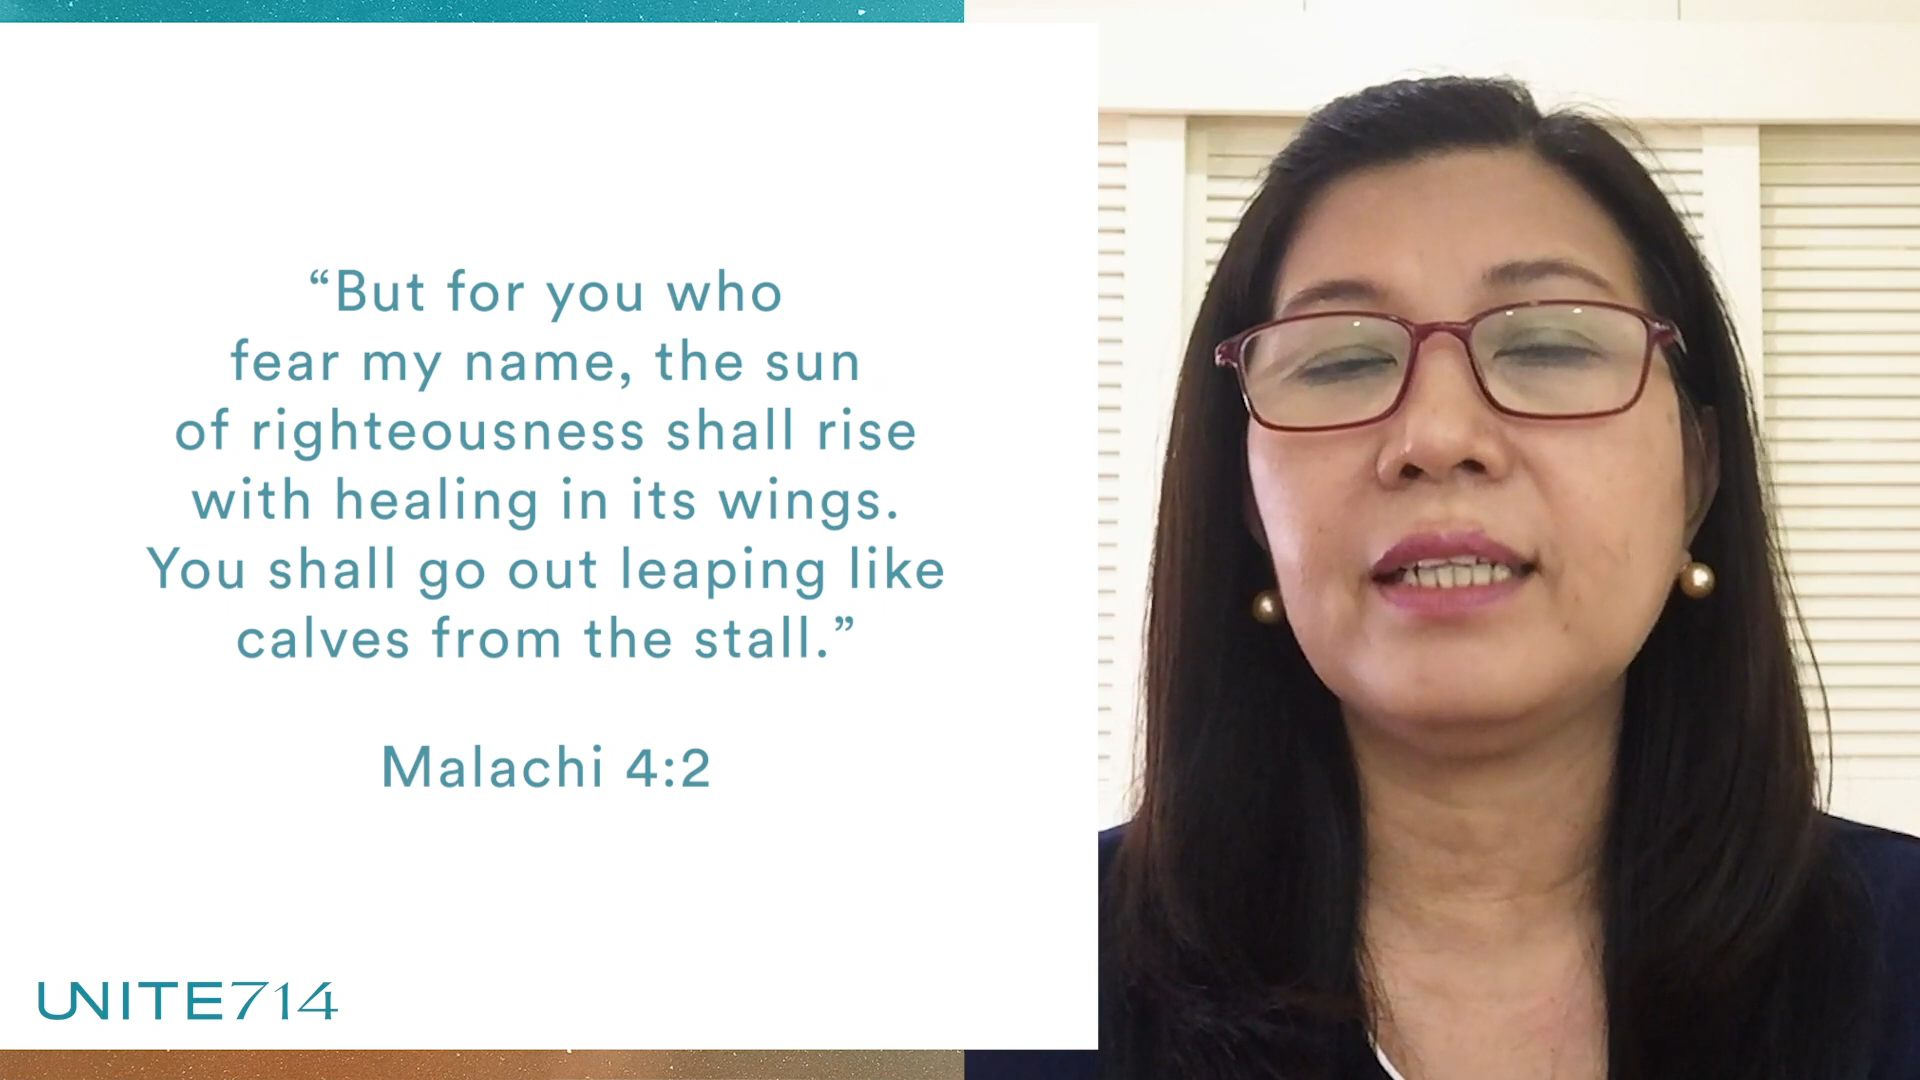 “But for you who
fear my name, the sun
of righteousness shall rise
with healing in its wings.
You shall go out leaping like
calves from the stall.”
Malachi 4:2
UNITE714